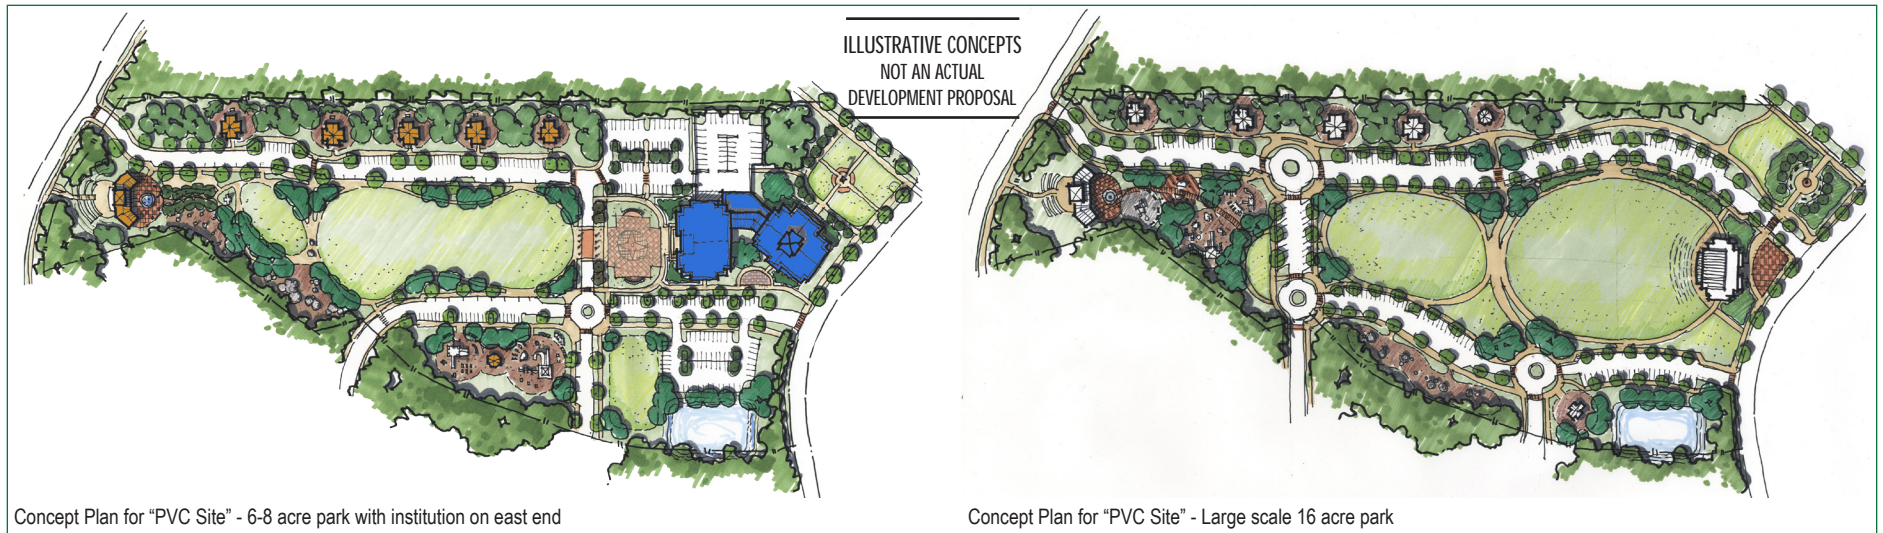 ILLUSTRATIVE CONCEPTS
NOT AN ACTUAL
DEVELOPMENT PROPOSAL
Concept Plan for “PVC Site” - 6-8 acre park with institution on east end
Concept Plan for “PVC Site” - Large scale 16 acre park